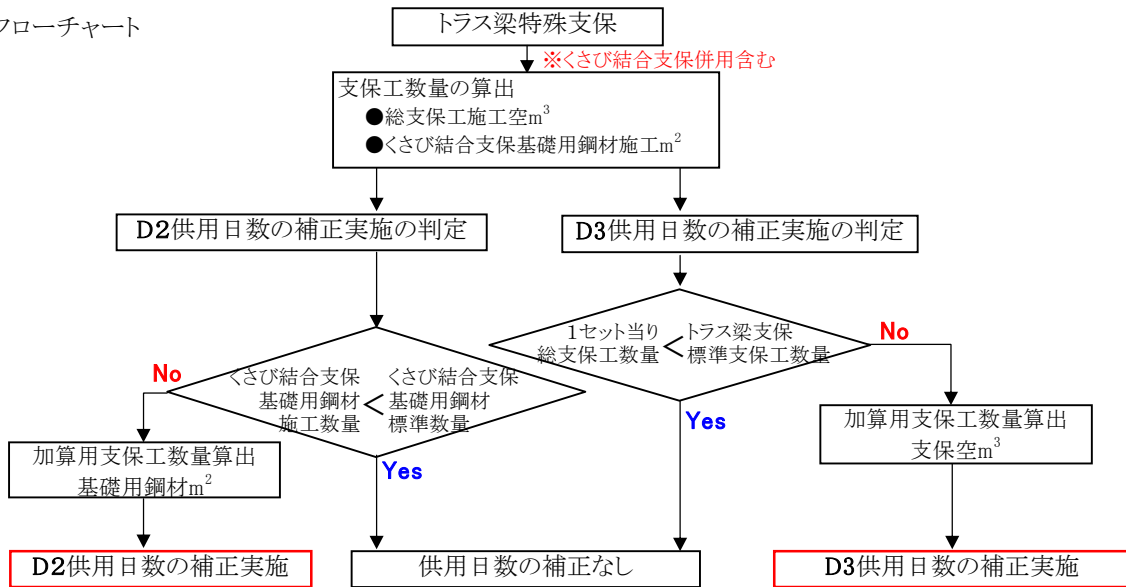 フローチャート
トラス梁特殊支保
※くさび結合支保併用含む
支保工数量の算出
●総支保工施工空m³
●くさび結合支保基礎用鋼材施工m²
D2供用日数の補正実施の判定
D3供用日数の補正実施の判定
1セット当り
総支保工数量
<
トラス梁支保
標準支保工数量
No
Yes
くさび結合支保
基礎用鋼材
施工数量
<
くさび結合支保
基礎用鋼材
標準数量
No
Yes
加算用支保工数量算出
基礎用鋼材m²
加算用支保工数量算出
支保空m³
D2供用日数の補正実施
供用日数の補正なし
D3供用日数の補正実施